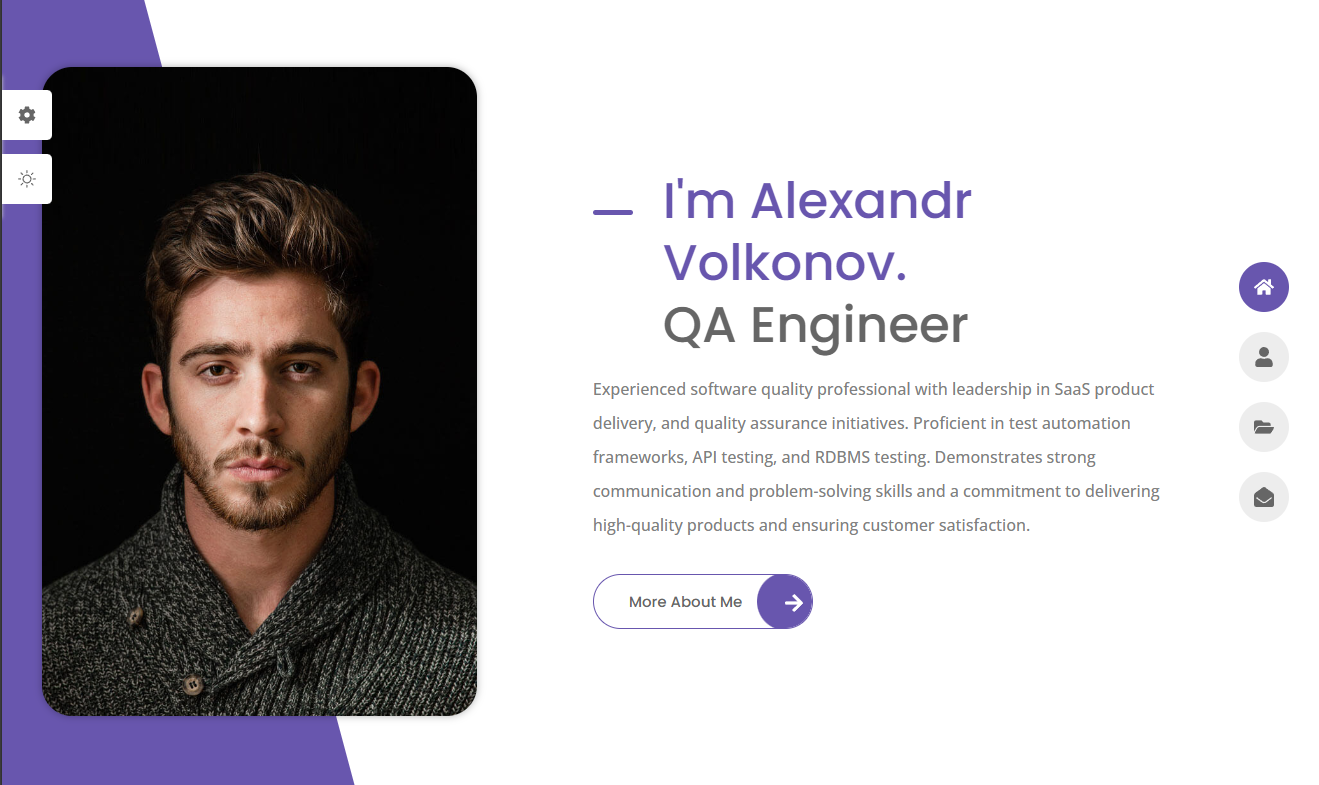 I'm Alexandr
Volkonov.
QA Engineer
Experienced software quality professional with leadership in SaaS product
delivery, and quality assurance initiatives. Proficient in test automation
frameworks, API testing, and RDBMS testing. Demonstrates strong
communication and problem-solving skills and a commitment to delivering
high-quality products and ensuring customer satisfaction.
More About Me